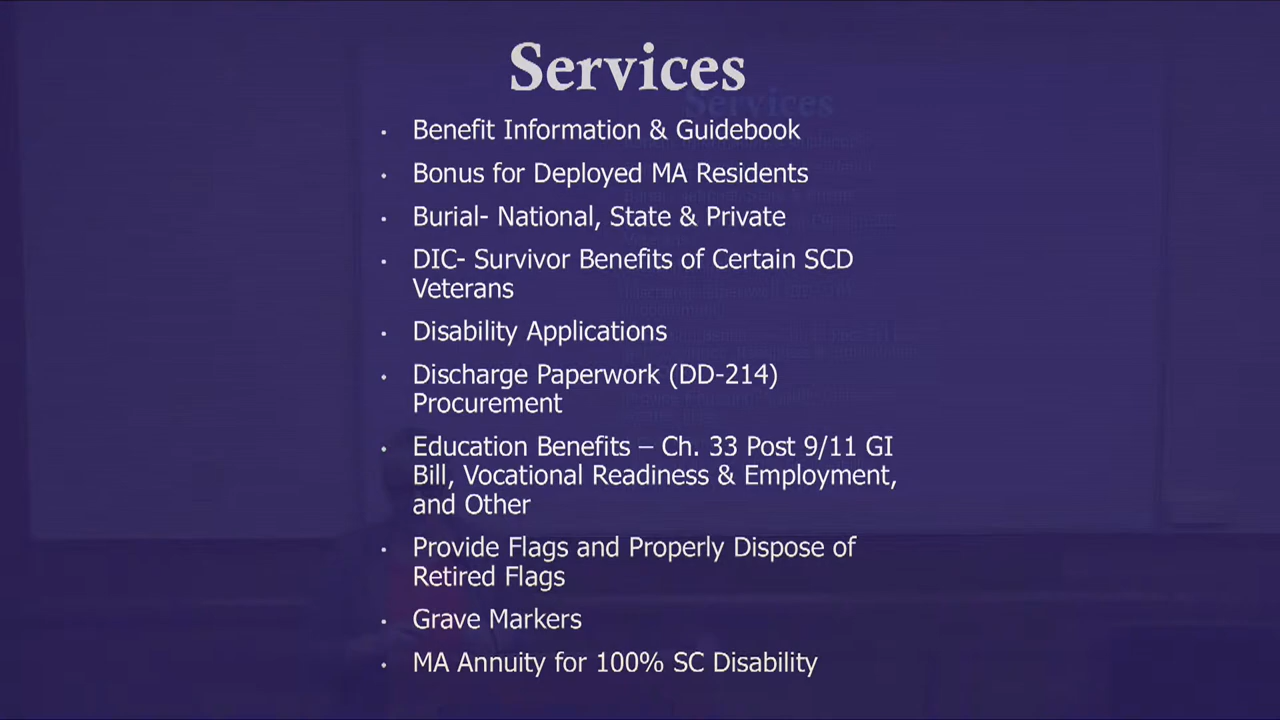 Services
• Benefit Information & Guidebook
• Bonus for Deployed MA Residents
• Burial- National, State & Private
• DIC- Survivor Benefits of Certain SCD
Veterans
• Disability Applications
• Discharge Paperwork (DD-214)
Procurement
• Education Benefits – Ch. 33 Post 9/11 GI
Bill, Vocational Readiness & Employment,
and Other
• Provide Flags and Properly Dispose of
Retired Flags
• Grave Markers
• MA Annuity for 100% SC Disability
Services